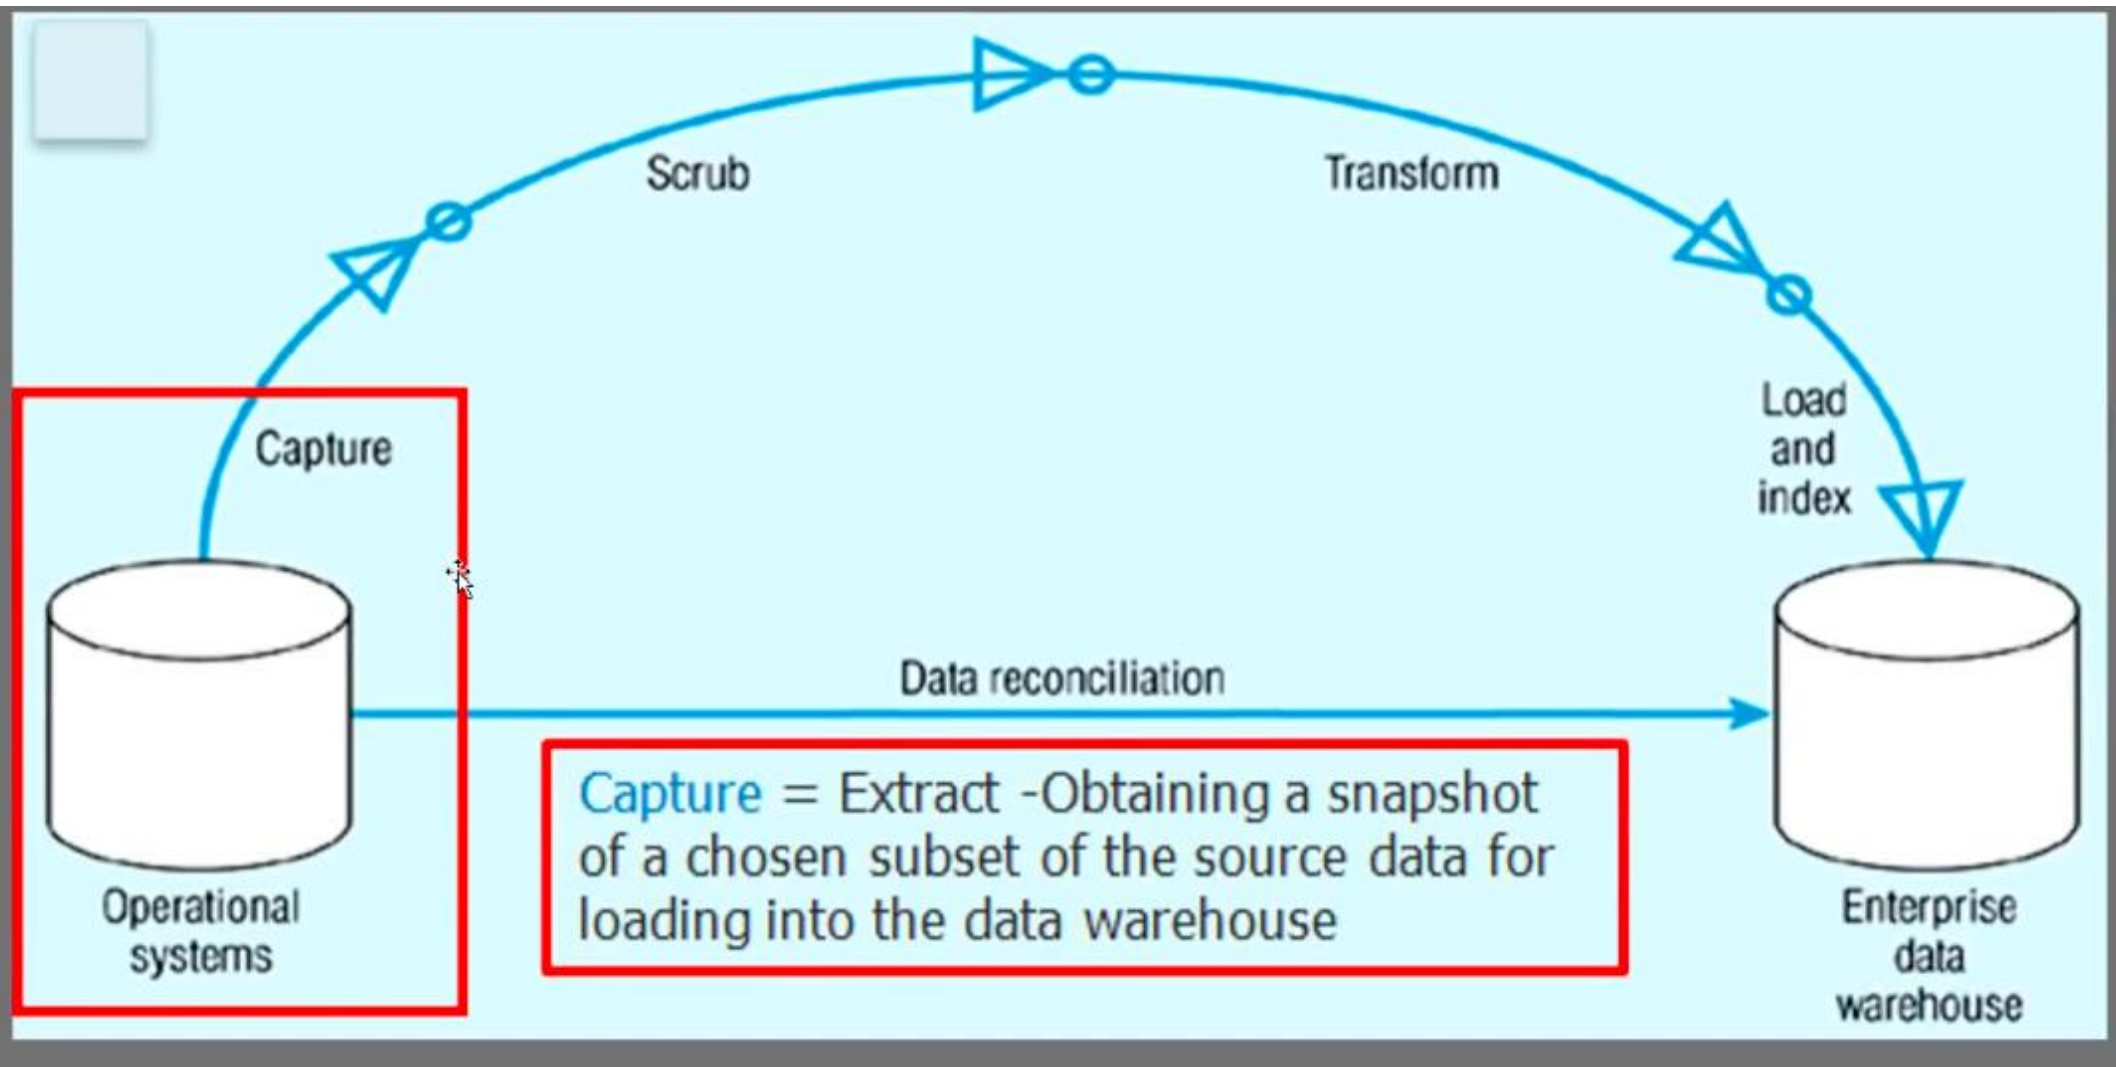 Scrub
Transform
Capture
Load
and
index
Data reconciliation
Capture = Extract -Obtaining a snapshot
of a chosen subset of the source data for
loading into the data warehouse
Operational
systems
Enterprise
data
warehouse